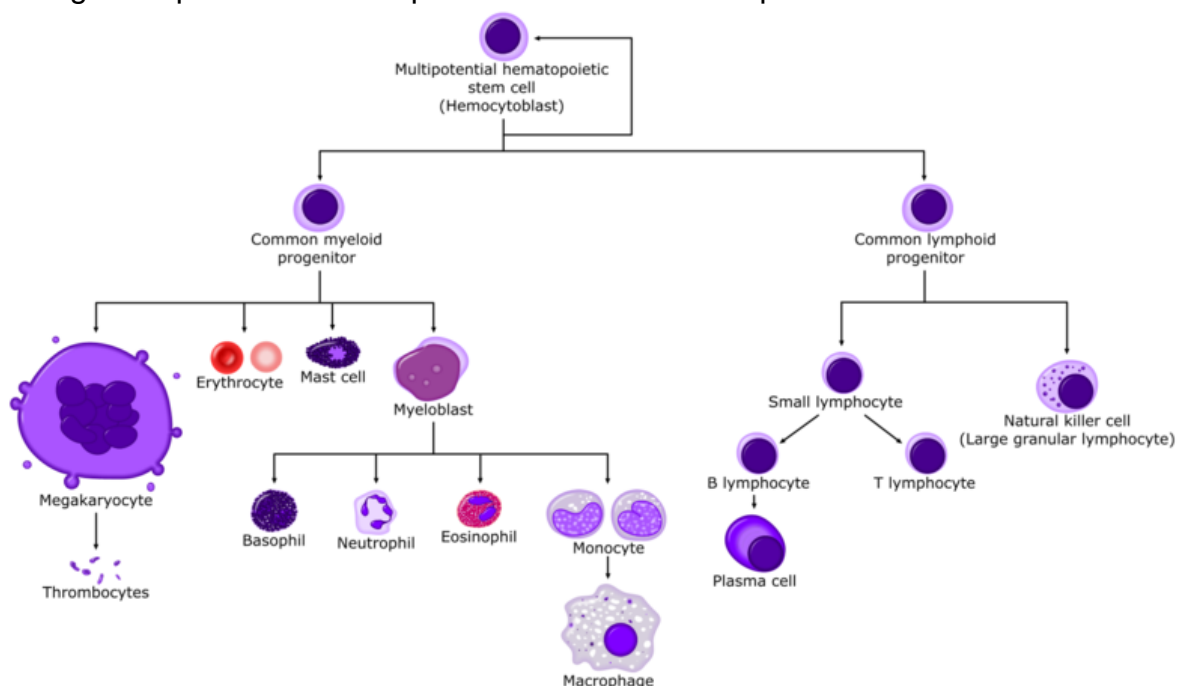 Multipotential hematopoietic
stem cell
(Hemocytoblast)
Common myeloid
progenitor
Common lymphoid
progenitor
Erythrocyte
Mast cell
Myeloblast
Small lymphocyte
Natural killer cell
(Large granular lymphocyte)
Megakaryocyte
B lymphocyte
T lymphocyte
Basophil
Neutrophil
Eosinophil
Monocyte
Thrombocytes
Plasma cell
Macrophage